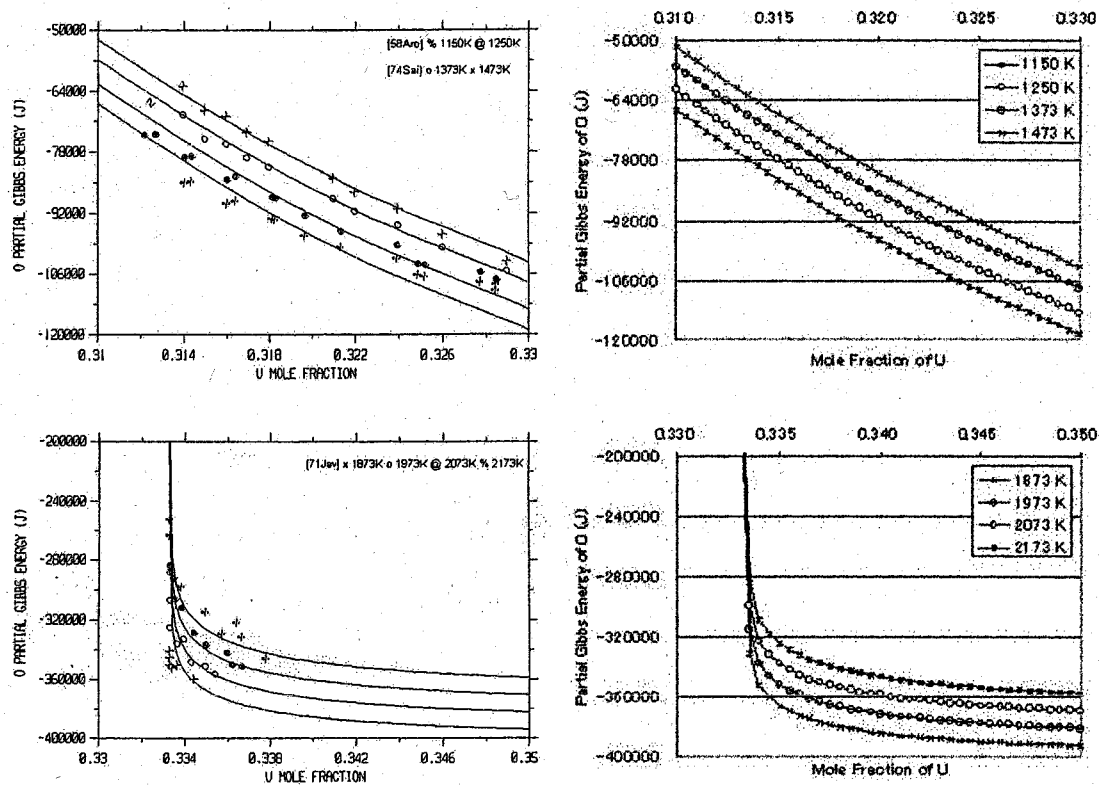 -50000
-64000
-78000
-92000
-106000
-120000
O PARTIAL GIBBS ENERGY (J)
[58Aro] % 1150K @ 1250K
[74Sai] o 1373K x 1473K
0.31
0.314
0.318
0.322
0.326
0.33
U MOLE FRACTION
0.310
0.315
0.320
0.325
0.330
-50000
-64000
-78000
-92000
-106000
-120000
Partial Gibbs Energy of O (J)
1150 K
1250 K
1373 K
1473 K
Mole Fraction of U
-200000
-240000
-280000
-320000
-360000
-400000
O PARTIAL GIBBS ENERGY (J)
[71Jav] x 1873K o 1973K @ 2073K % 2173K
0.33
0.334
0.338
0.342
0.346
0.35
U MOLE FRACTION
0.330
0.335
0.340
0.345
0.350
-200000
-240000
-280000
-320000
-360000
-400000
Partial Gibbs Energy of O (J)
1873 K
1973 K
2073 K
2173 K
Mole Fraction of U